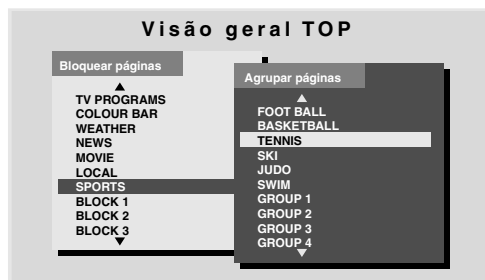 Visão geral TOP
Bloquear páginas
TV PROGRAMS
COLOUR BAR
WEATHER
NEWS
MOVIE
LOCAL
SPORTS
BLOCK 1
BLOCK 2
BLOCK 3
Agrupar páginas
FOOT BALL
BASKETBALL
TENNIS
SKI
JUDO
SWIM
GROUP 1
GROUP 2
GROUP 3
GROUP 4